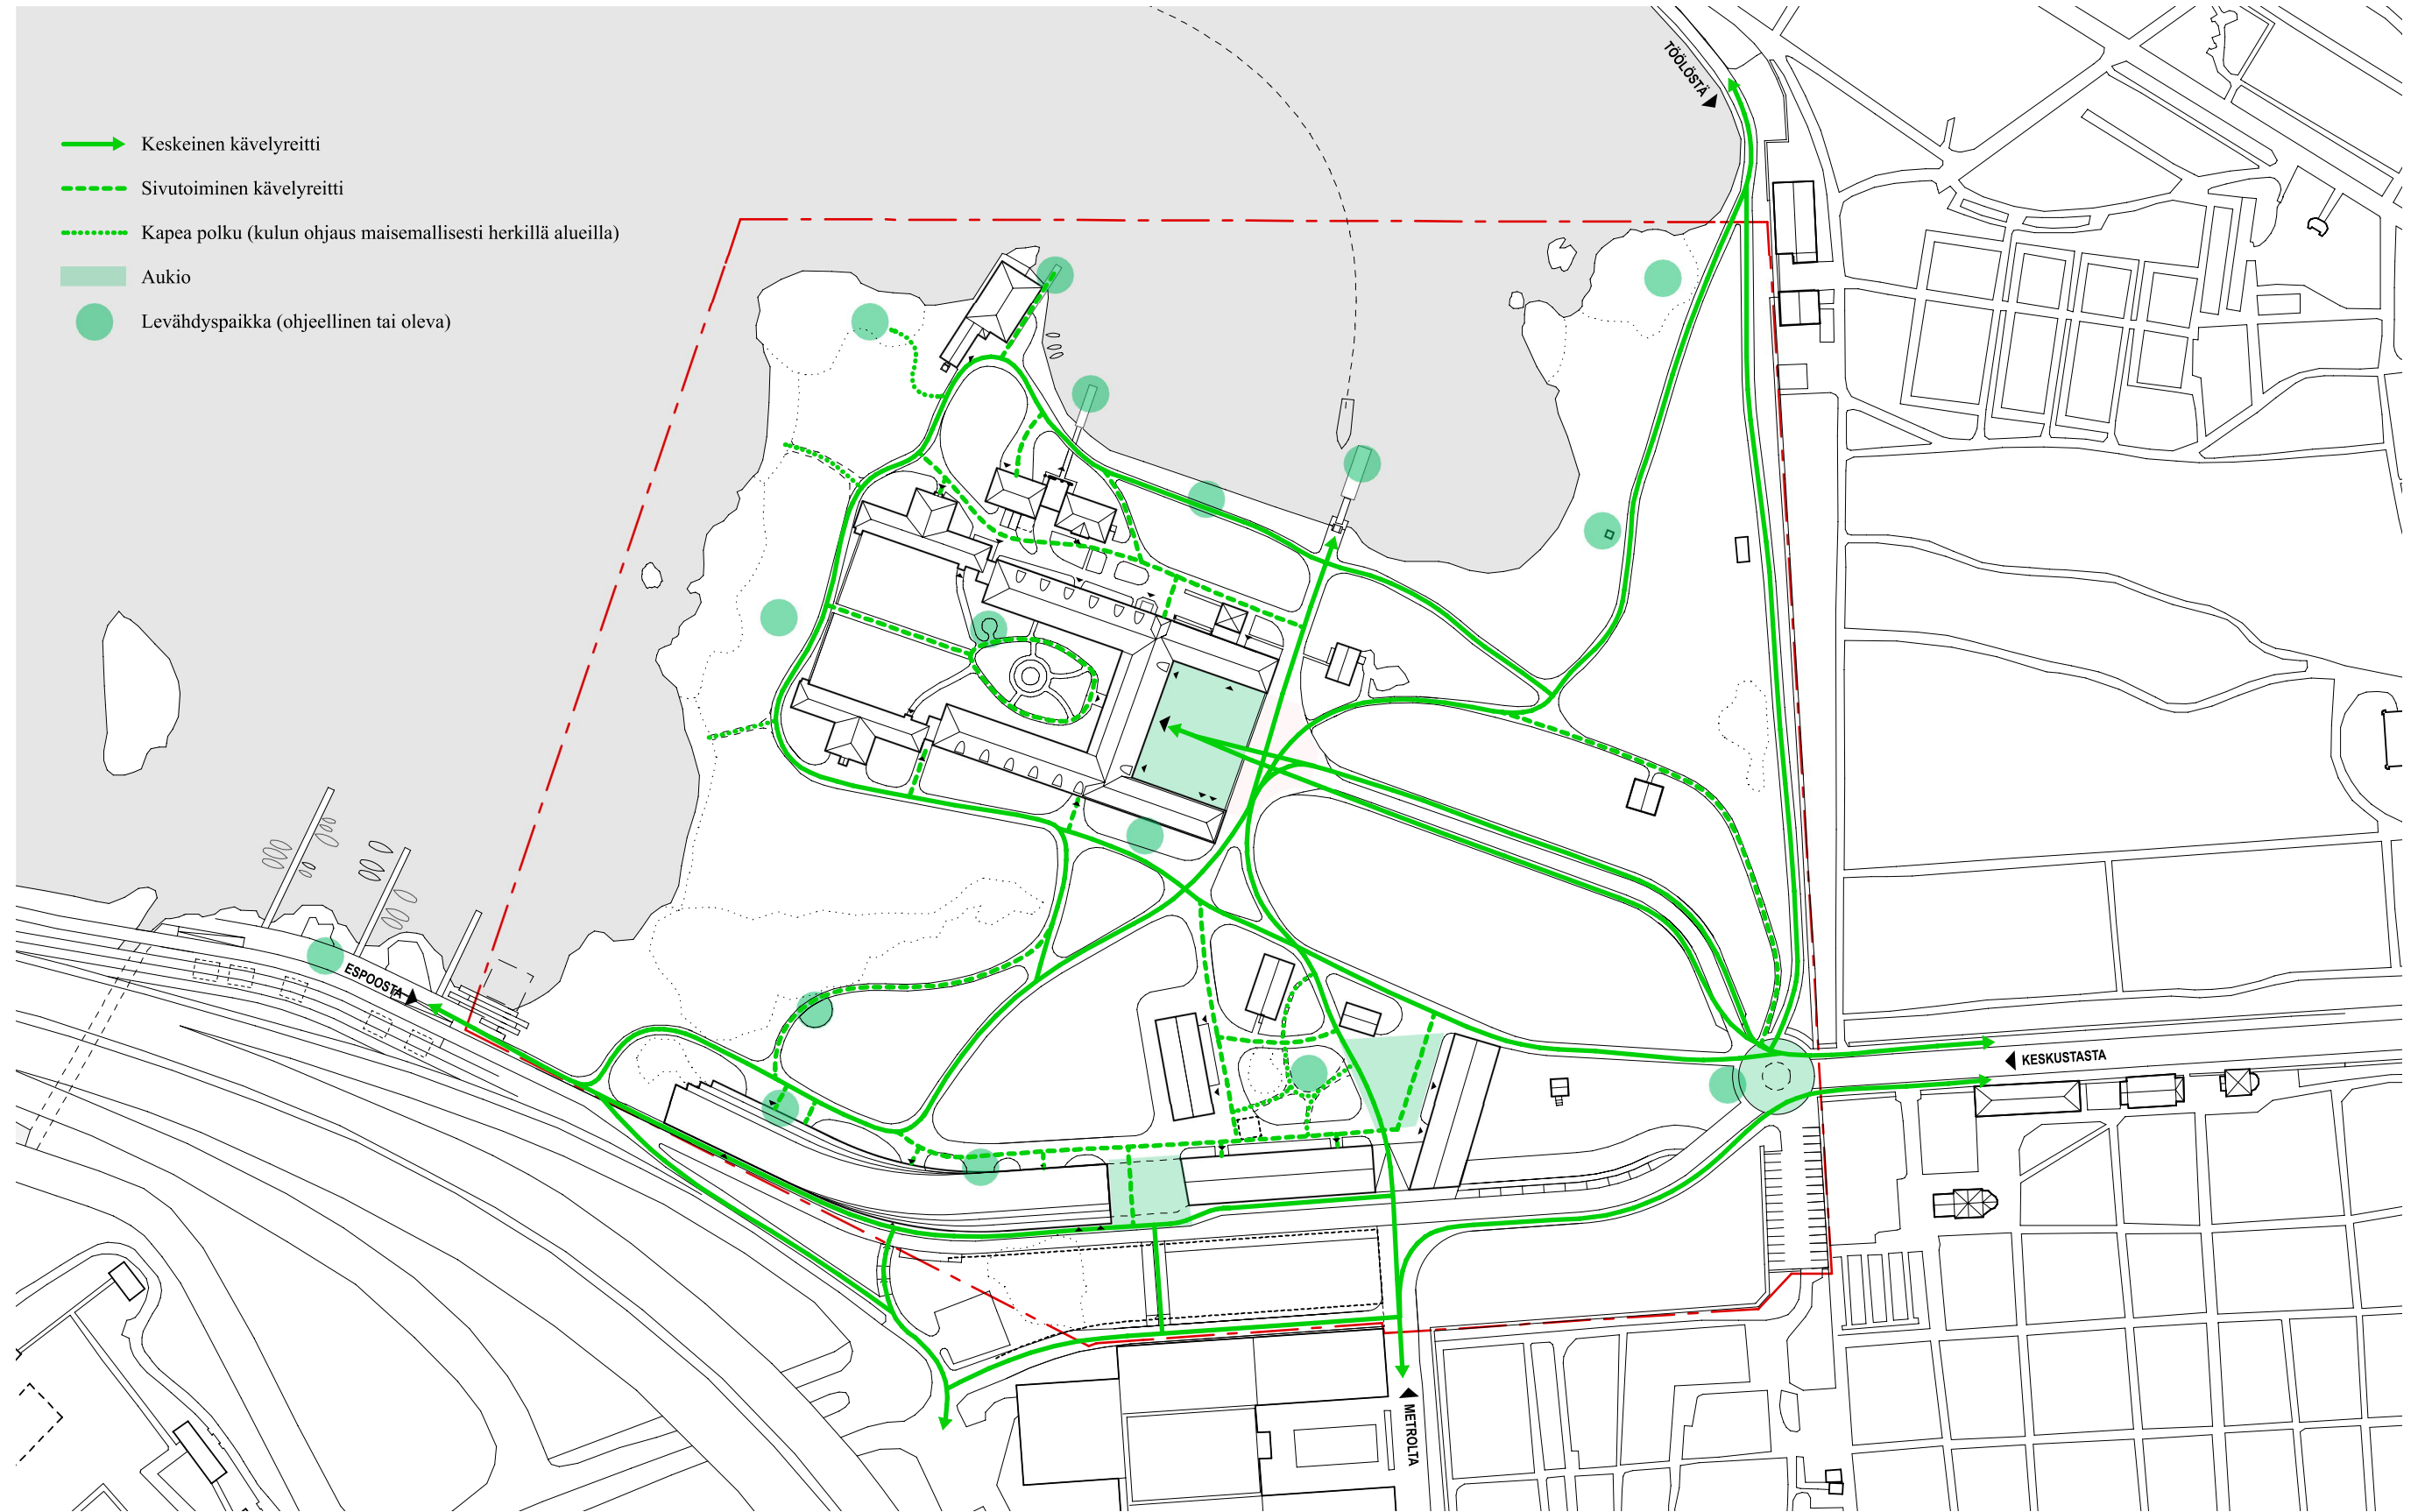 TÖÖLÖSTÄ
Keskeinen kävelyreitti
Sivutoiminen kävelyreitti
Kapea polku (kulun ohjaus maisemallisesti herkillä alueilla)
Aukio
Levähdyspaikka (ohjeellinen tai oleva)
ESPOOSTA
KESKUSTASTA
METROLTA